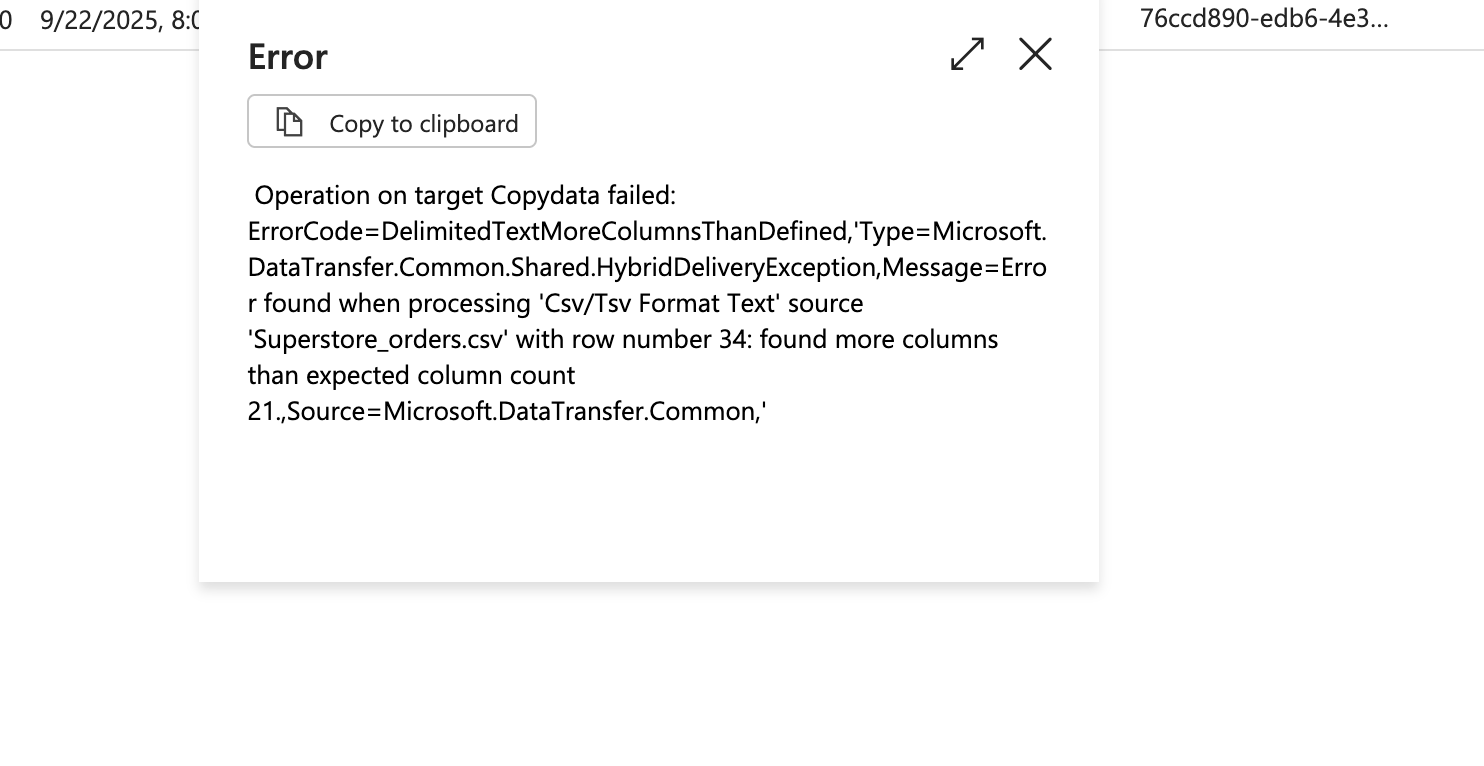 0 9/22/2025, 8:0
76ccd890-edb6-4e3...
Error
Copy to clipboard
Operation on target Copydata failed:
ErrorCode=DelimitedTextMoreColumnsThanDefined,'Type=Microsoft.
DataTransfer.Common.Shared.HybridDeliveryException,Message=Erro
r found when processing 'Csv/Tsv Format Text' source
'Superstore_orders.csv' with row number 34: found more columns
than expected column count
21.,Source=Microsoft.DataTransfer.Common,'